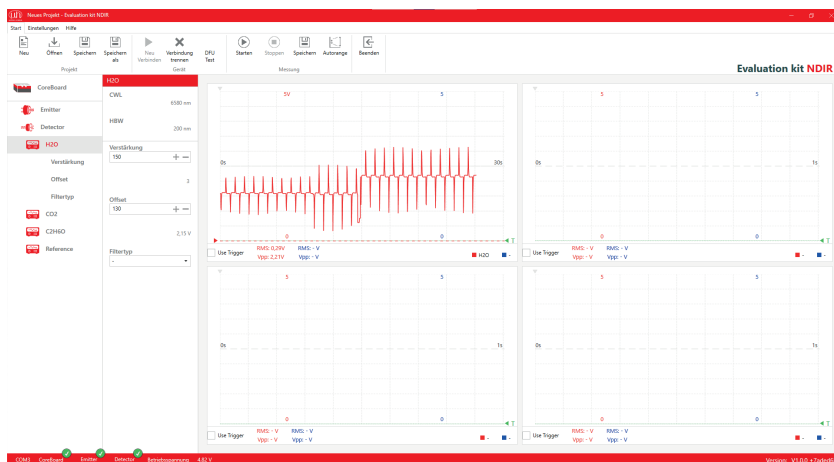 Neues Projekt - Evaluation kit NDIR
Start Einstellungen Hilfe
Neu Öffnen Speichern Speichern als Neu Verbinden Verbindung trennen DFU Test Starten Stoppen Speichern Autorange Beenden
Projekt Gerät Messung
Evaluation kit NDIR
CoreBoard
Emitter
Detector
H2O
Verstärkung
Offset
Filtertyp
CO2
C2H6O
Reference
H2O
CWL
6580 nm
HBW
200 nm
Verstärkung
150 + -
3
Offset
130 + -
2,15 V
Filtertyp
-
5V 5
0s 30s
0 0
T
Use Trigger RMS: 0,29V RMS: - V
Vpp: 2,21V Vpp: - V
H2O -
5 5
0s 1s
0 0
T
Use Trigger RMS: - V RMS: - V
Vpp: - V Vpp: - V
- -
5 5
0s 1s
0 0
T
Use Trigger RMS: - V RMS: - V
Vpp: - V Vpp: - V
- -
5 5
0s 1s
0 0
T
Use Trigger RMS: - V RMS: - V
Vpp: - V Vpp: - V
- -
COM3 CoreBoard Emitter Detector Betriebsspannung 4.82 V
Version: V1.0.0